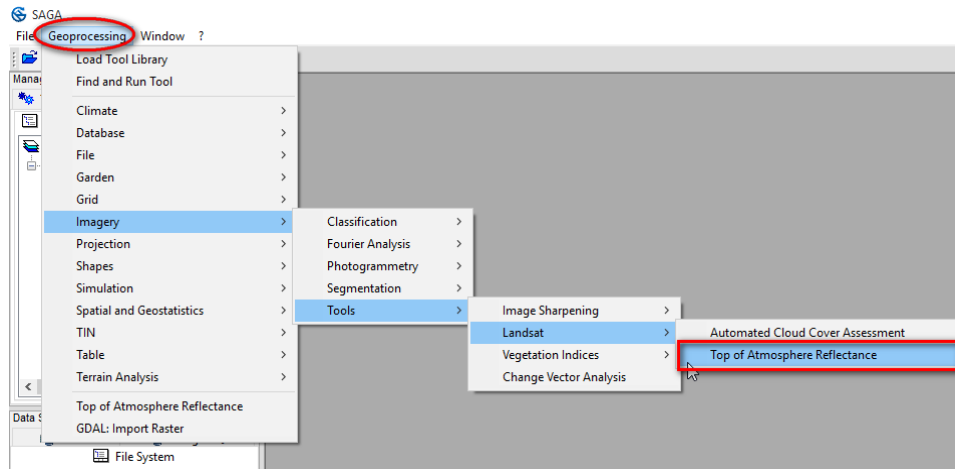 SAGA
File Geoprocessing Window ?
Load Tool Library
Find and Run Tool
Climate
Database
File
Garden
Grid
Imagery
Projection
Shapes
Simulation
Spatial and Geostatistics
TIN
Table
Terrain Analysis
Top of Atmosphere Reflectance
GDAL: Import Raster
Classification
Fourier Analysis
Photogrammetry
Segmentation
Tools
Image Sharpening
Landsat
Vegetation Indices
Change Vector Analysis
Automated Cloud Cover Assessment
Top of Atmosphere Reflectance
Data
File System